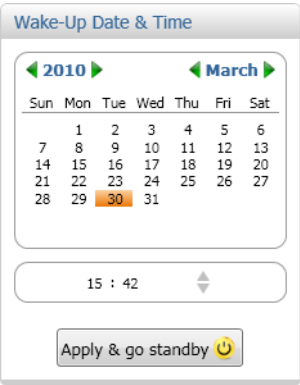 Wake-Up Date & Time
2010 March
Sun Mon Tue Wed Thu Fri Sat
1 2 3 4 5 6
7 8 9 10 11 12 13
14 15 16 17 18 19 20
21 22 23 24 25 26 27
28 29 30 31
15 : 42
Apply & go standby